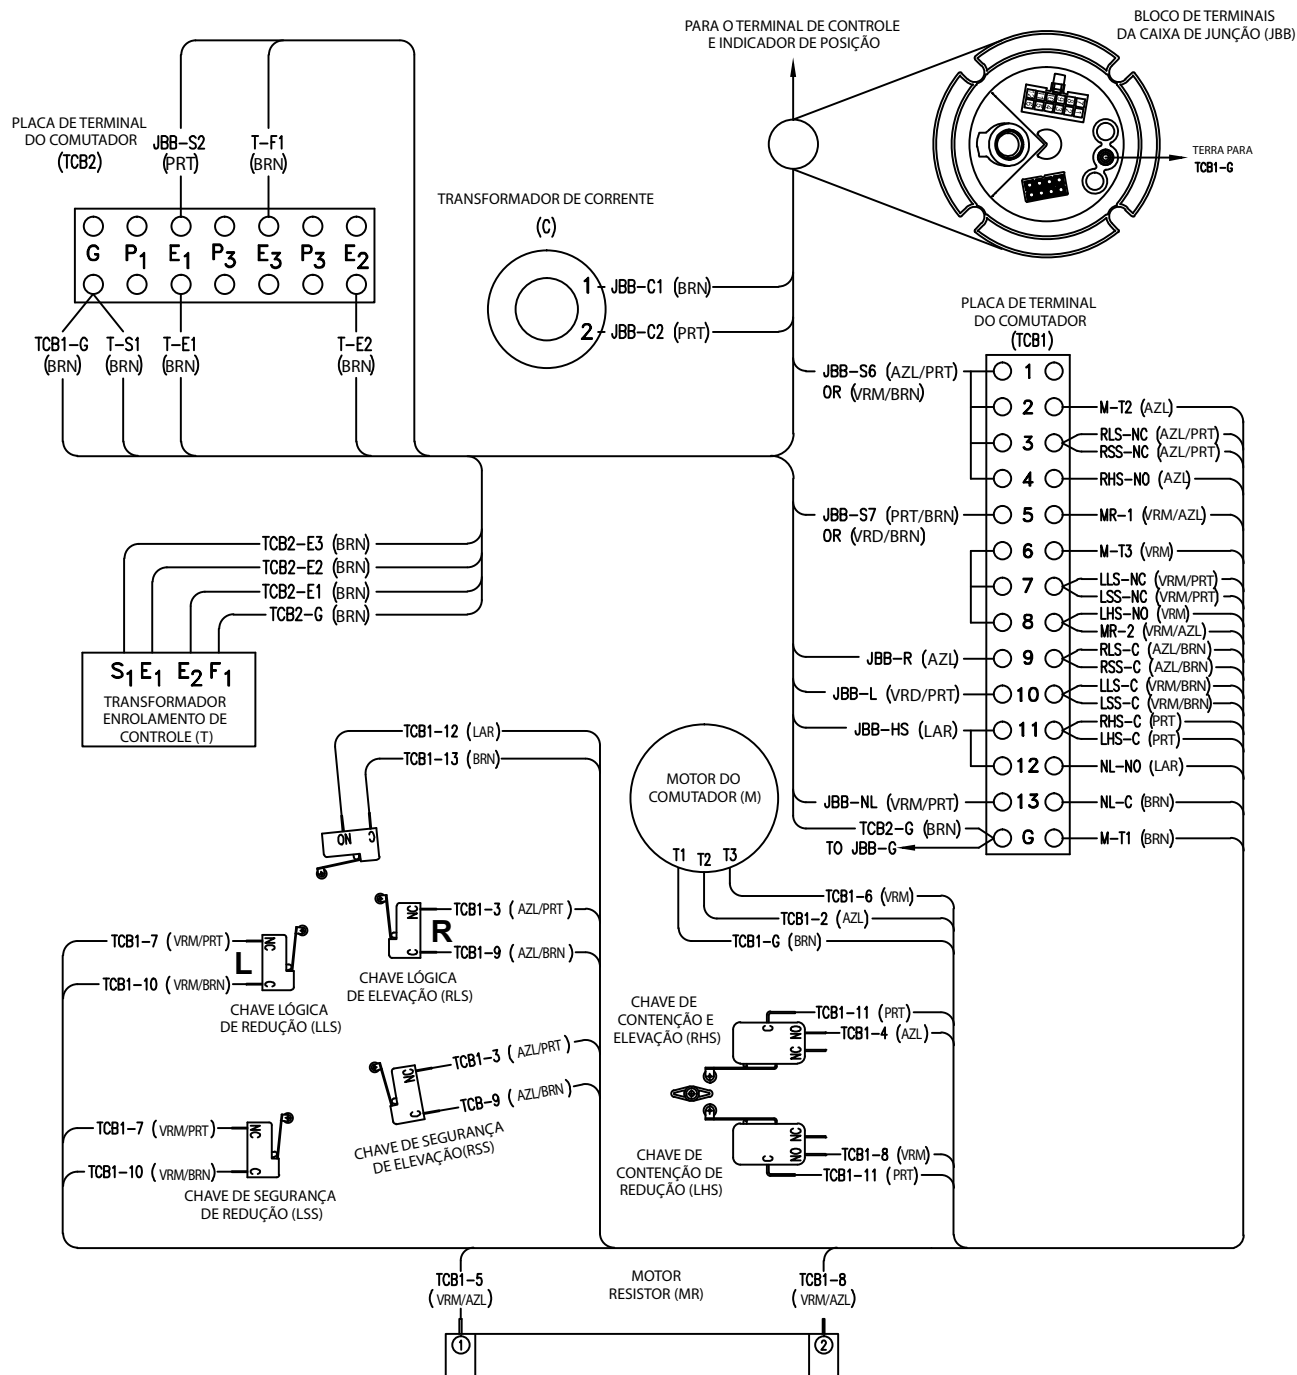 PARA O TERMINAL DE CONTROLE
E INDICADOR DE POSIÇÃO
BLOCO DE TERMINAIS
DA CAIXA DE JUNÇÃO (JBB)
TERRA PARA
TCB1-G
PLACA DE TERMINAL
DO COMUTADOR
(TCB2)
JBB-S2
(PRT)
T-F1
(BRN)
G P1 E1 P3 E3 P3 E2
TCB1-G
(BRN)
T-S1
(BRN)
T-E1
(BRN)
T-E2
(BRN)
TRANSFORMADOR DE CORRENTE
(C)
1 JBB-C1 (BRN)
2 JBB-C2 (PRT)
PLACA DE TERMINAL
DO COMUTADOR
(TCB1)
JBB-S6 (AZL/PRT)
OR (VRM/BRN)
1
2 M-T2 (AZL)
3 RLS-NC (AZL/PRT)
RSS-NC (AZL/PRT)
4 RHS-NO (AZL)
JBB-S7 (PRT/BRN)
OR (VRD/BRN)
5 MR-1 (VRM/AZL)
6 M-T3 (VRM)
7 LLS-NC (VRM/PRT)
LSS-NC (VRM/PRT)
8 LHS-NO (VRM)
MR-2 (VRM/AZL)
JBB-R (AZL) 9 RLS-C (AZL/BRN)
RSS-C (AZL/BRN)
JBB-L (VRD/PRT) 10 LLS-C (VRM/BRN)
LSS-C (VRM/BRN)
JBB-HS (LAR) 11 RHS-C (PRT)
LHS-C (PRT)
12 NL-NO (LAR)
JBB-NL (VRM/PRT) 13 NL-C (BRN)
TCB2-G (BRN)
TO JBB-G
G M-T1 (BRN)
TCB2-E3 (BRN)
TCB2-E2 (BRN)
TCB2-E1 (BRN)
TCB2-G (BRN)
S1 E1 E2 F1
TRANSFORMADOR
ENROLAMENTO DE
CONTROLE (T)
TCB1-12 (LAR)
TCB1-13 (BRN)
NO C
MOTOR DO
COMUTADOR (M)
T1 T2 T3
TCB1-6 (VRM)
TCB1-2 (AZL)
TCB1-G (BRN)
NC
C
R
TCB1-3 (AZL/PRT)
TCB1-9 (AZL/BRN)
CHAVE LÓGICA
DE ELEVAÇÃO (RLS)
TCB1-7 (VRM/PRT)
TCB1-10 (VRM/BRN)
L
NC
C
CHAVE LÓGICA
DE REDUÇÃO (LLS)
NC
C
TCB1-3 (AZL/PRT)
TCB-9 (AZL/BRN)
CHAVE DE SEGURANÇA
DE ELEVAÇÃO(RSS)
TCB1-7 (VRM/PRT)
TCB1-10 (VRM/BRN)
NC
C
CHAVE DE SEGURANÇA
DE REDUÇÃO (LSS)
CHAVE DE
CONTENÇÃO E
ELEVAÇÃO (RHS)
C
NC NO
TCB1-11 (PRT)
TCB1-4 (AZL)
CHAVE DE
CONTENÇÃO DE
REDUÇÃO (LHS)
C
NO NC
TCB1-8 (VRM)
TCB1-11 (PRT)
TCB1-5
(VRM/AZL)
MOTOR
RESISTOR (MR)
TCB1-8
(VRM/AZL)
1
2